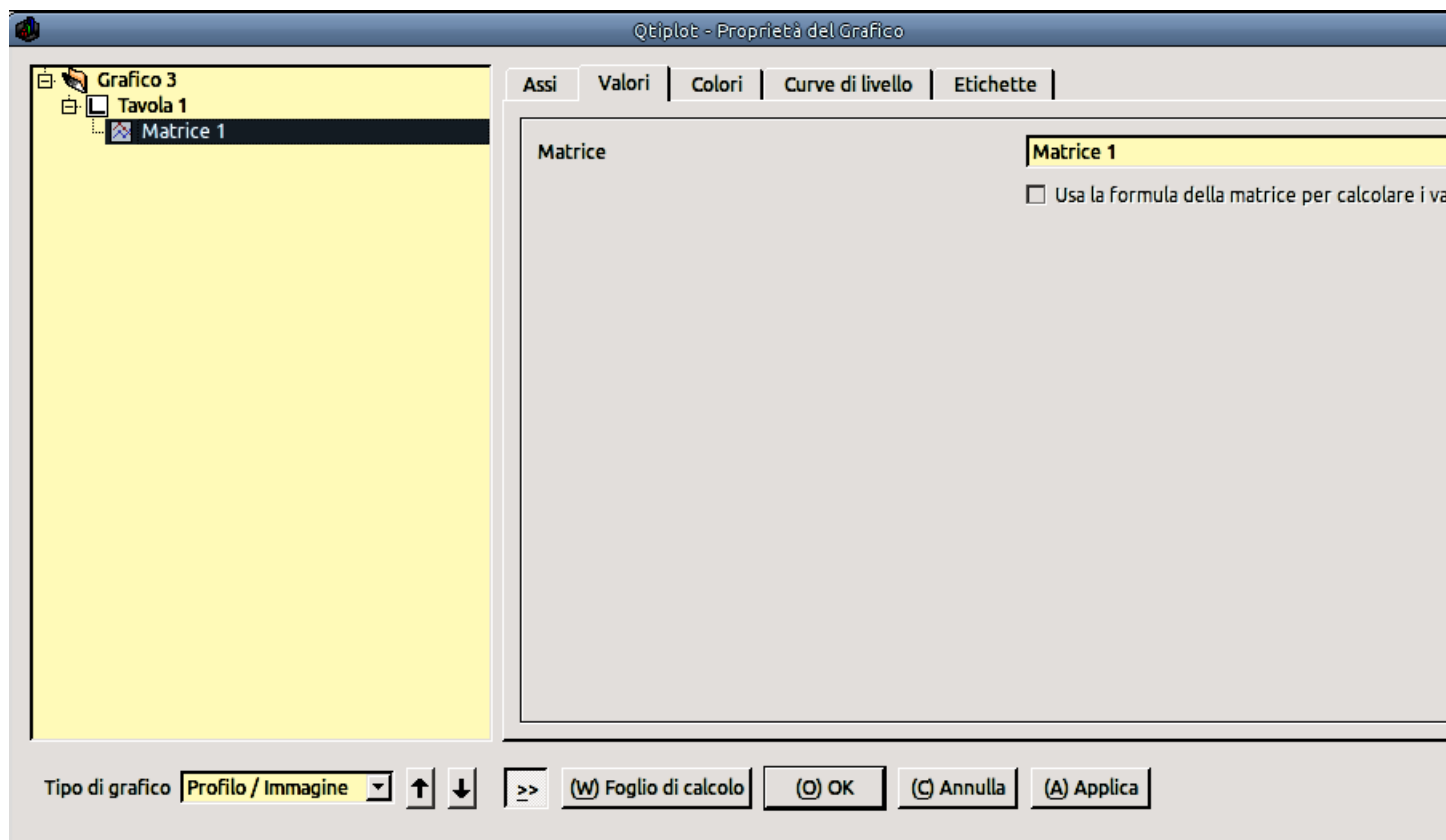 Qtiplot - Proprietà del Grafico
Grafico 3
Tavola 1
Matrice 1
Assi Valori Colori Curve di livello Etichette
Matrice Matrice 1
Usa la formula della matrice per calcolare i
Tipo di grafico Profilo / Immagine >> (W) Foglio di calcolo (O) OK (C) Annulla (A) Applica